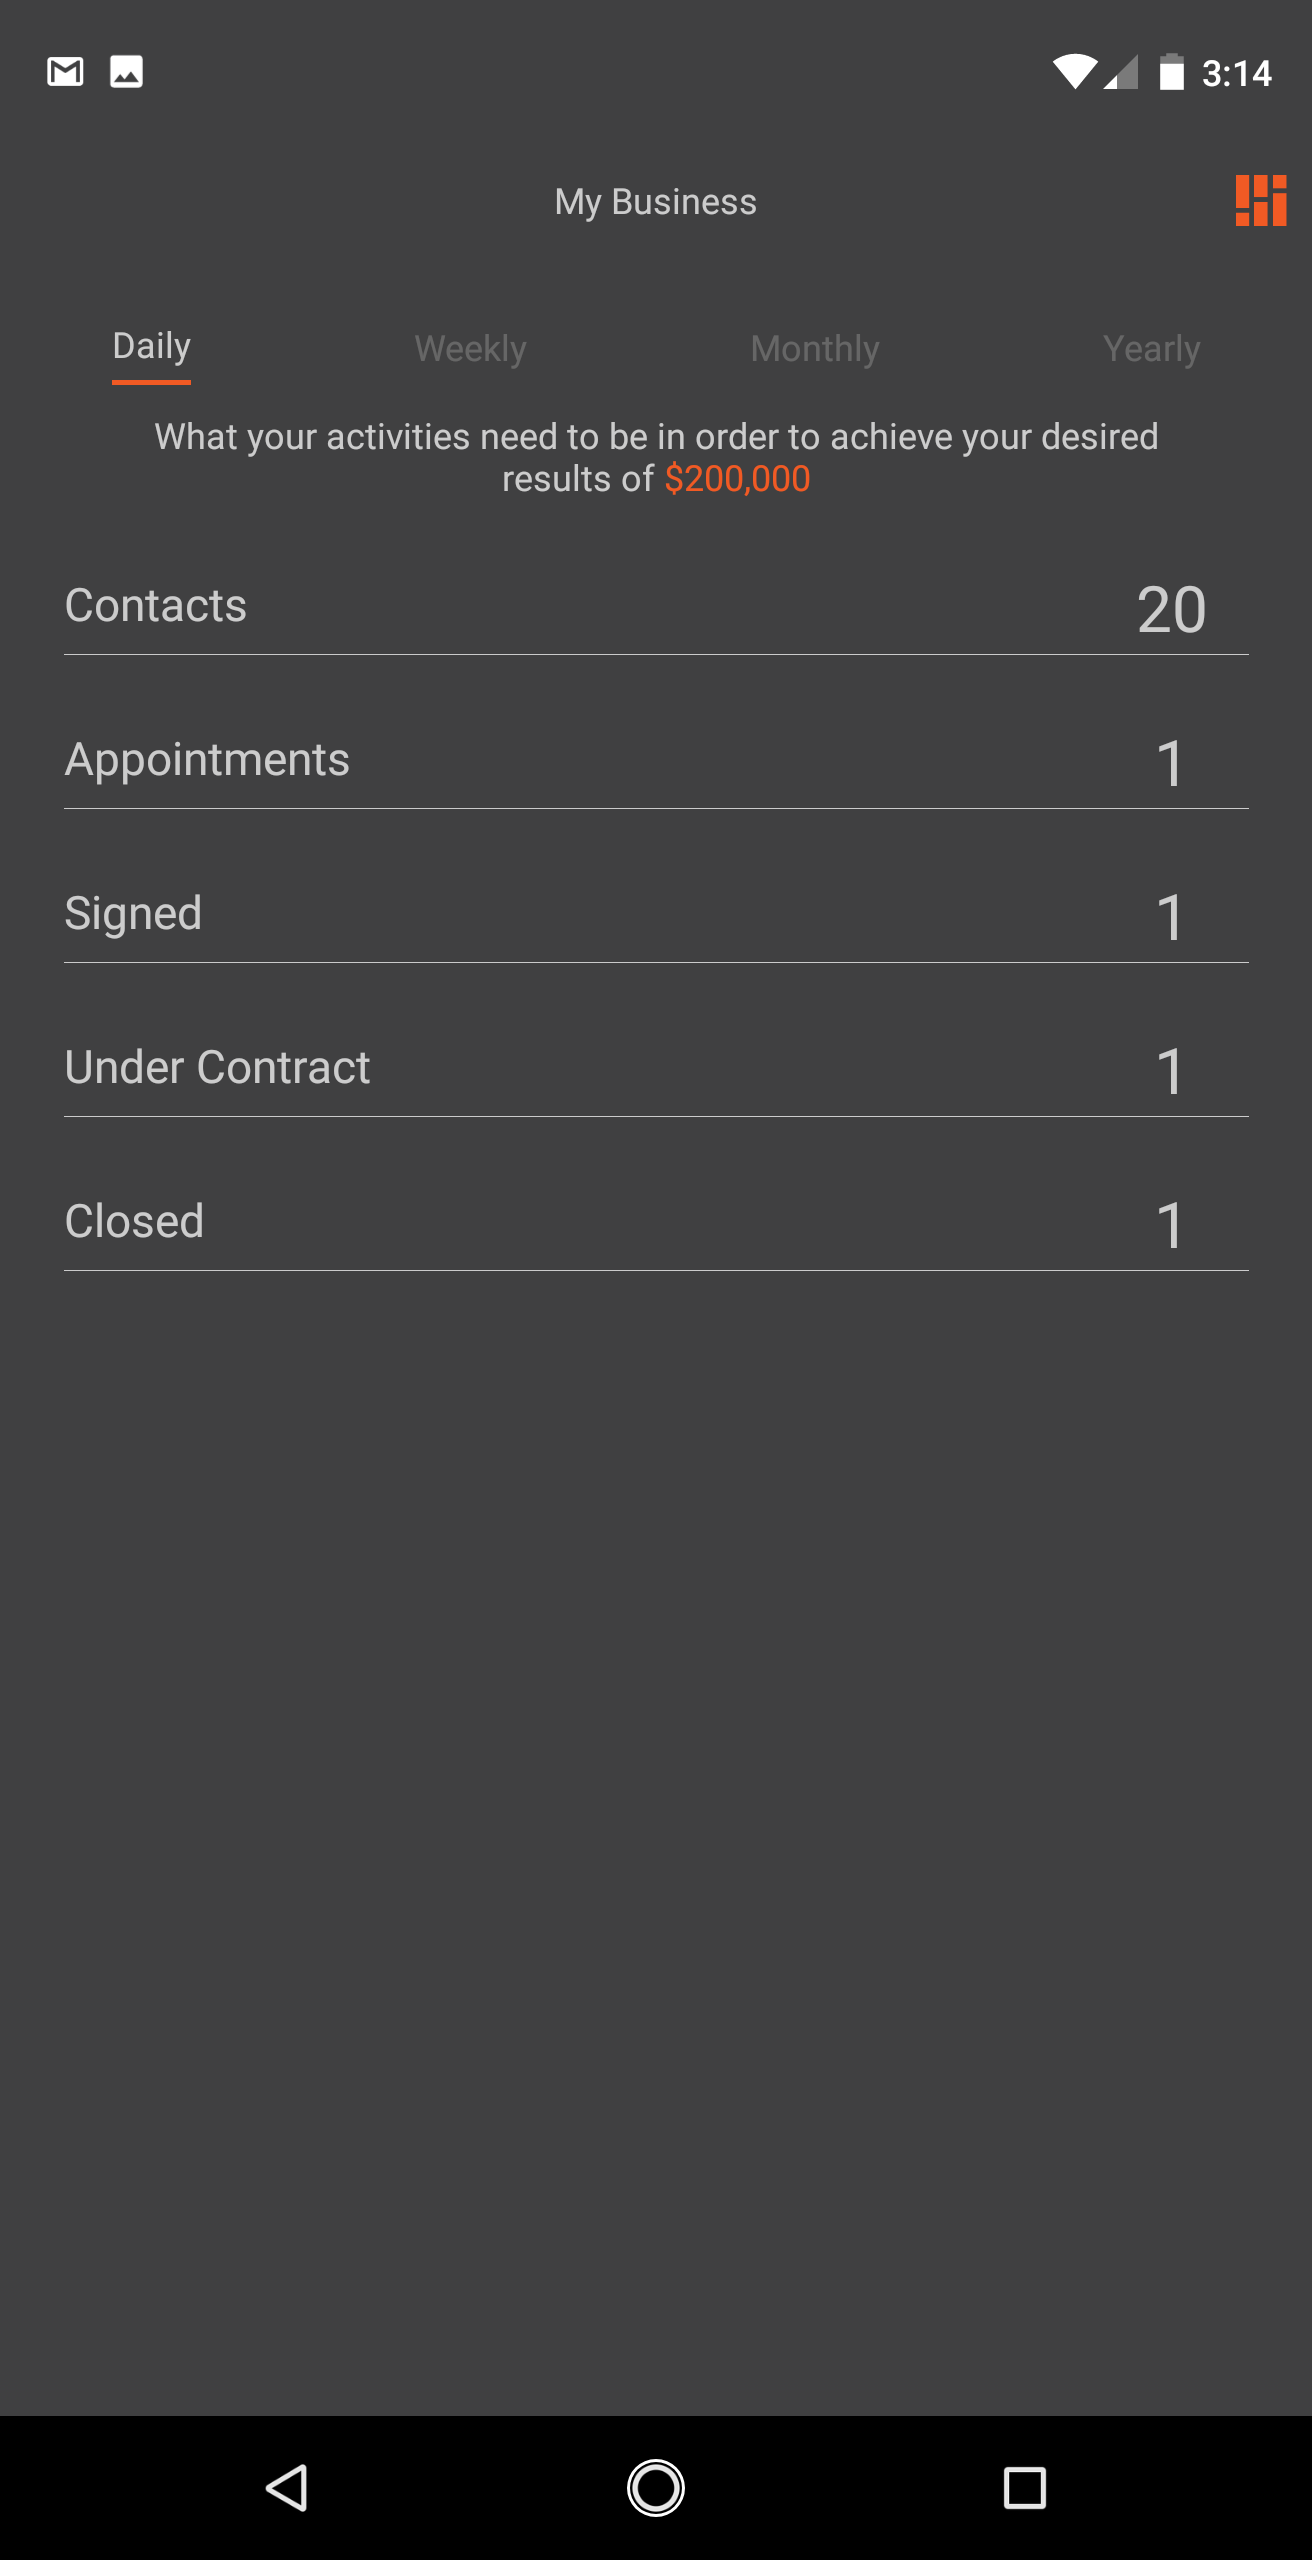 3:14
My Business
Daily Weekly Monthly Yearly
What your activities need to be in order to achieve your desired
results of $200,000
Contacts 20
Appointments 1
Signed 1
Under Contract 1
Closed 1